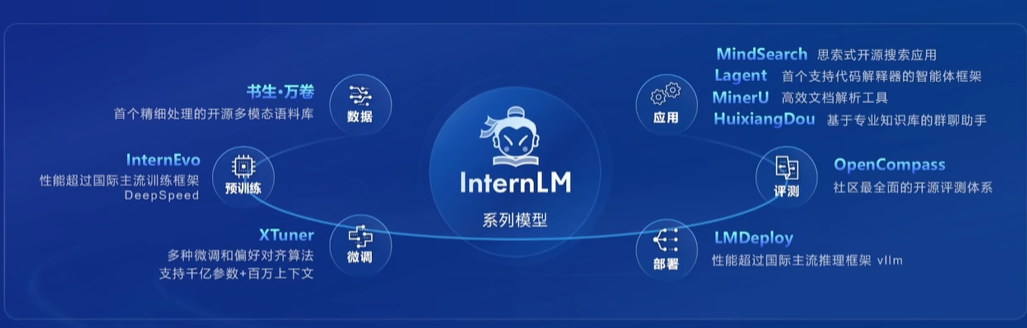 书生·万卷
首个精细处理的开源多模态语料库
数据
InternEvo
性能超过国际主流训练框架
DeepSpeed
预训练
XTuner
多种微调和偏好对齐算法
支持千亿参数+百万上下文
微调
InternLM
系列模型
应用
MindSearch 思索式开源搜索应用
Lagent 首个支持代码解释器的智能体框架
MinerU 高效文档解析工具
HuixiangDou 基于专业知识库的群聊助手
评测
OpenCompass
社区最全面的开源评测体系
部署
LMDeploy
性能超过国际主流推理框架 vllm